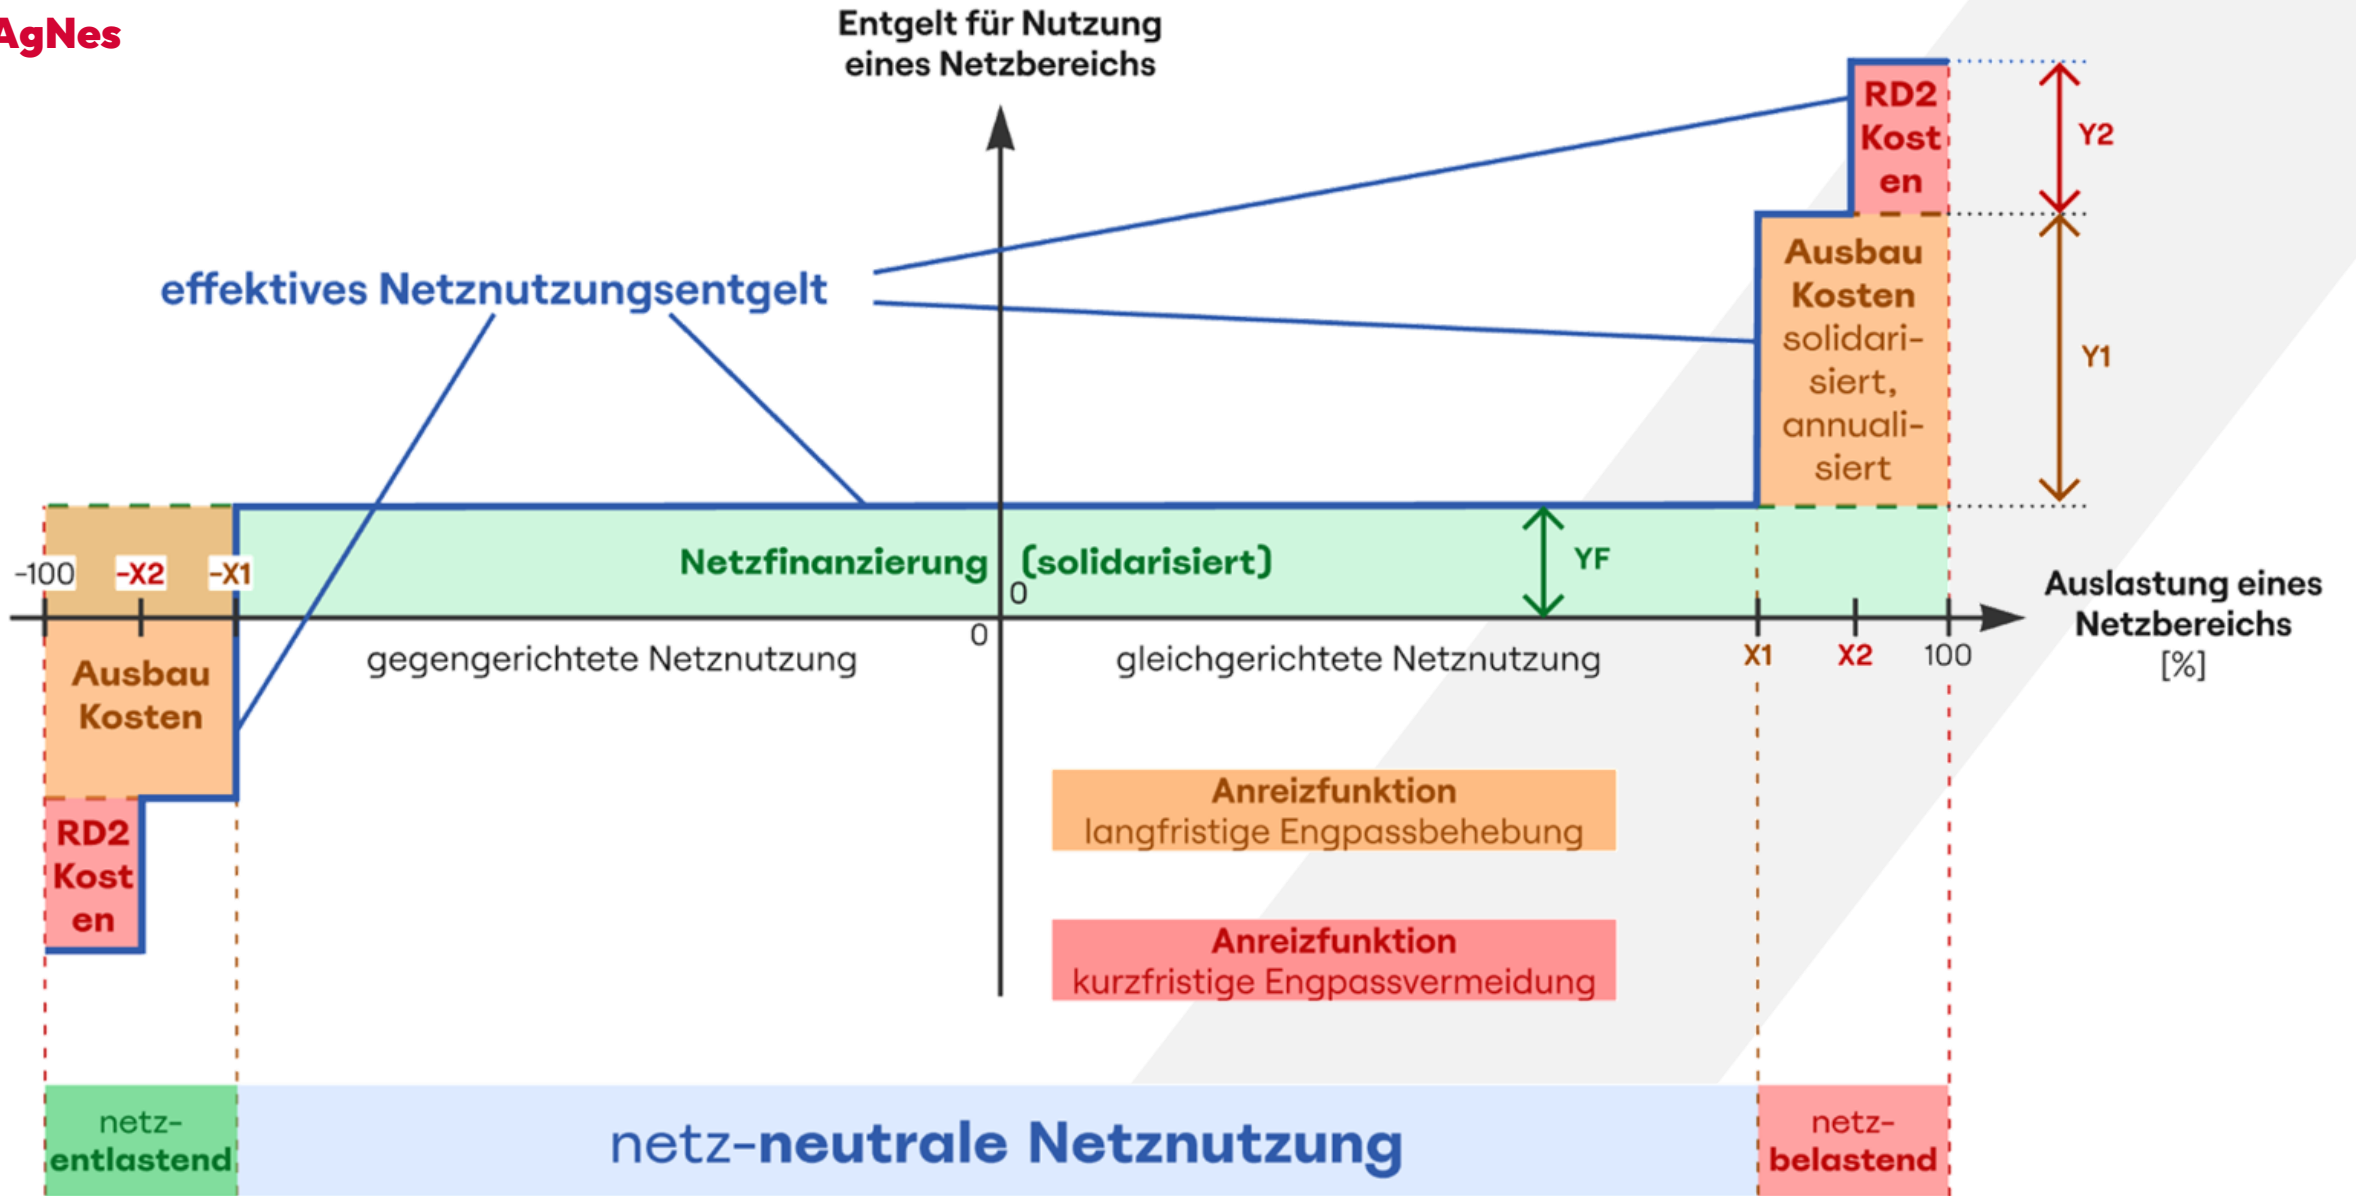 AgNes
Entgelt für Nutzung
eines Netzbereichs
RD2
Kost
en
Y2
Ausbau
Kosten
solidari-
siert,
annuali-
siert
Y1
effektives Netznutzungsentgelt
Netzfinanzierung (solidarisiert)
YF
-100
-X2
-X1
0
0
Auslastung eines
Netzbereichs
[%]
gegengerichtete Netznutzung
gleichgerichtete Netznutzung
X1
X2
100
Ausbau
Kosten
RD2
Kost
en
Anreizfunktion
langfristige Engpassbehebung
Anreizfunktion
kurzfristige Engpassvermeidung
netz-
entlastend
netz-neutrale Netznutzung
netz-
belastend